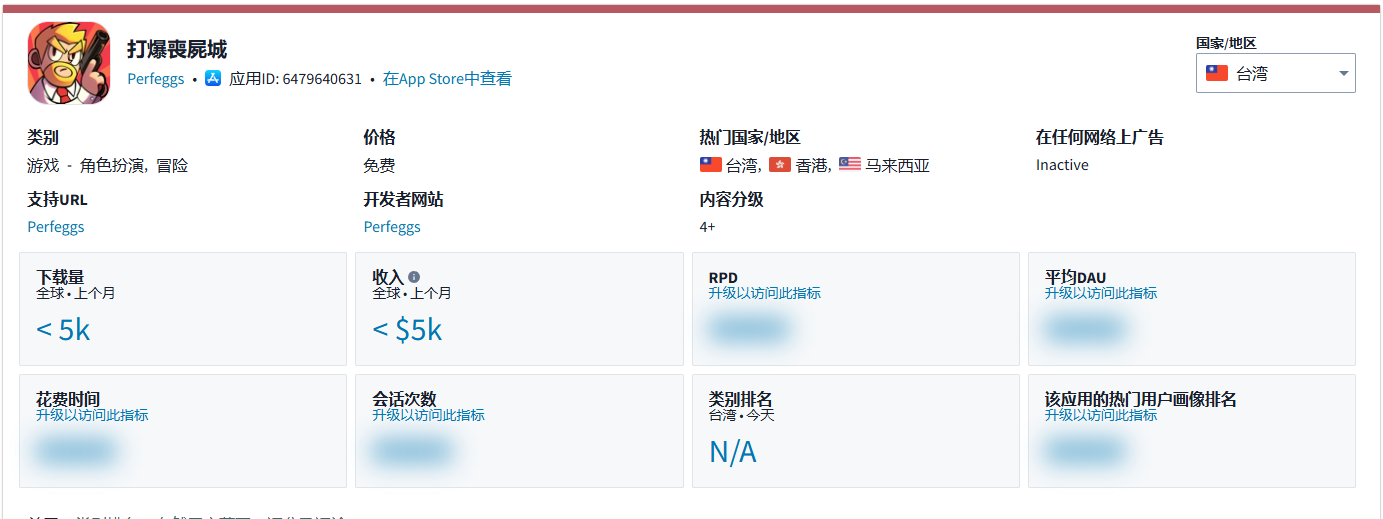 打爆喪屍城
Perfeggs • 应用ID: 6479640631 • 在App Store中查看
国家/地区
台湾
类别
游戏 - 角色扮演, 冒险
价格
免费
热门国家/地区
台湾, 香港, 马来西亚
在任何网络上广告
Inactive
支持URL
Perfeggs
开发者网站
Perfeggs
内容分级
4+
下载量
全球 • 上个月
< 5k
收入
全球 • 上个月
< $5k
RPD
升级以访问此指标
平均DAU
升级以访问此指标
花费时间
升级以访问此指标
会话次数
升级以访问此指标
类别排名
台湾 • 今天
N/A
该应用的热门用户画像排名
升级以访问此指标